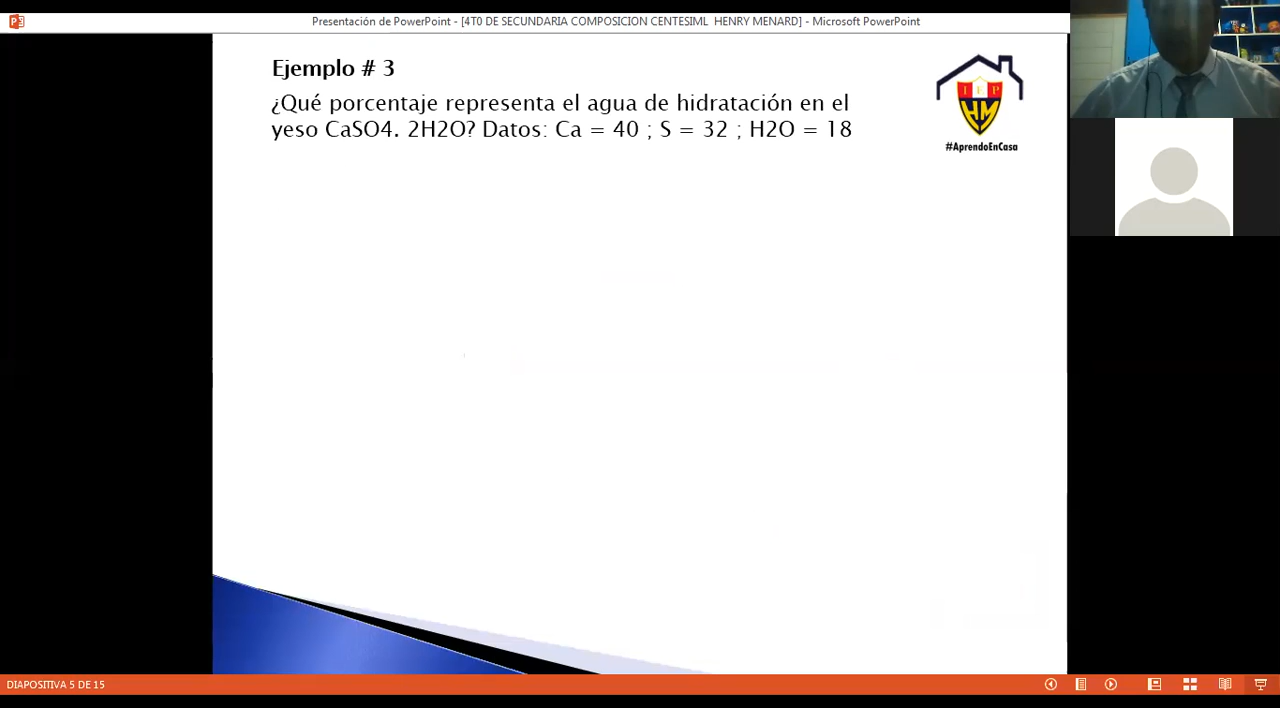 Presentación de PowerPoint - [4T0 DE SECUNDARIA COMPOSICION CENTESIML  HENRY MENARD] - Microsoft PowerPoint
Ejemplo # 3
¿Qué porcentaje representa el agua de hidratación en el
yeso CaSO4. 2H2O? Datos: Ca = 40 ; S = 32 ; H2O = 18
I E P
HM
#AprendoEnCasa
DIAPOSITIVA 5 DE 15